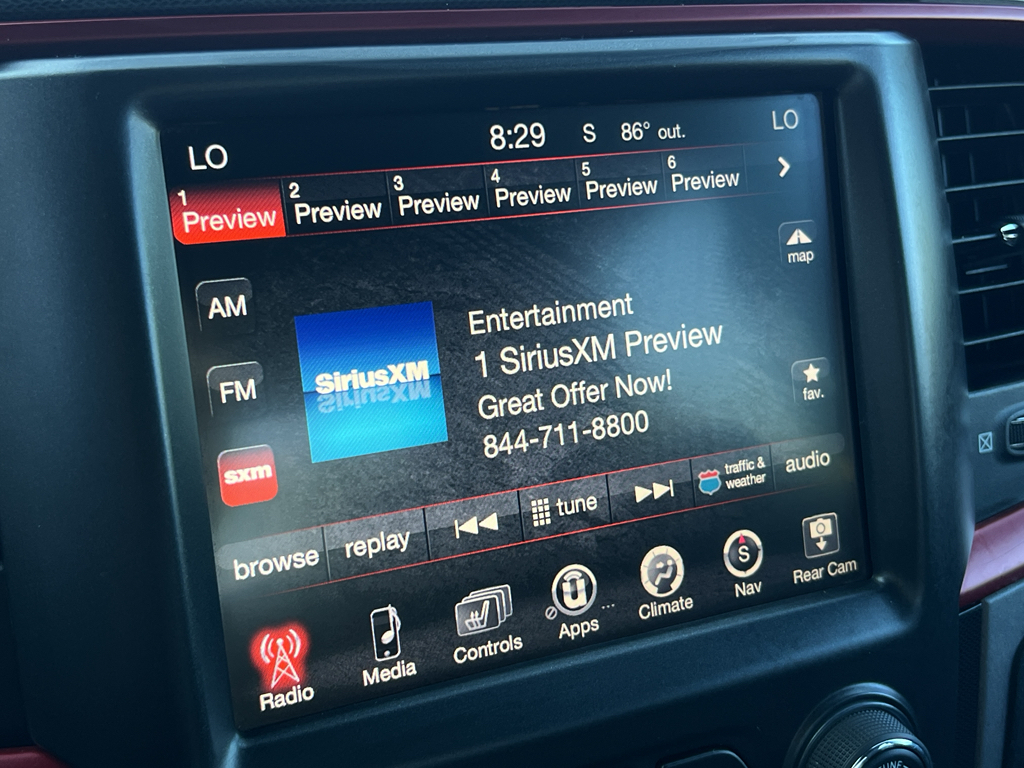 LO 8:29 S 86° out. LO
1 Preview 2 Preview 3 Preview 4 Preview 5 Preview 6 Preview
map
AM
FM
sxm
SiriusXM
Entertainment
1 SiriusXM Preview
Great Offer Now!
844-711-8800
fav.
browse replay tune traffic & weather audio
Radio Media Controls Apps Climate S Nav Rear Cam